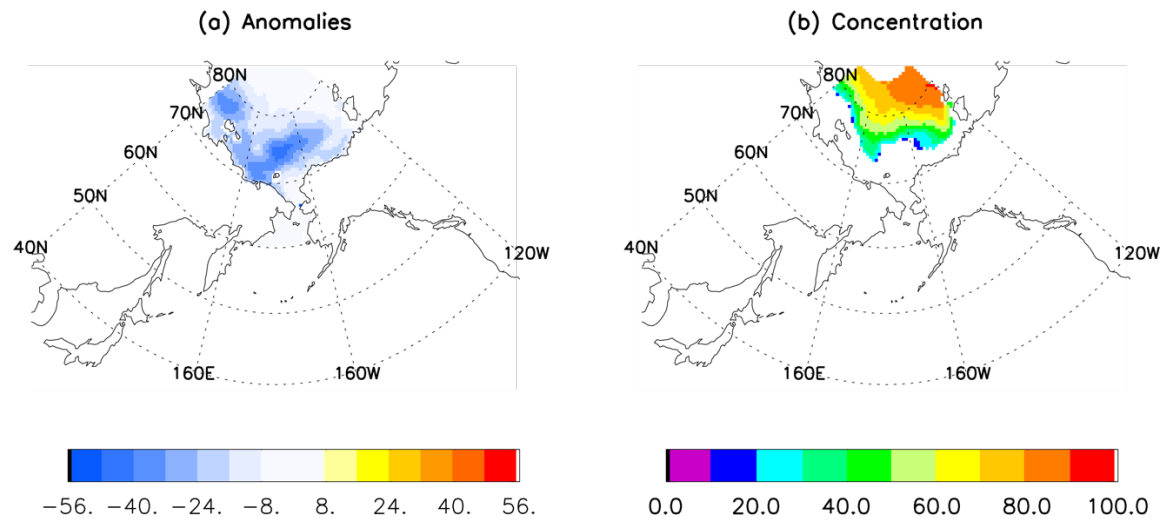 (a) Anomalies
(b) Concentration
80N
70N
60N
50N
40N
120W
160E
160W
80N
70N
60N
50N
40N
120W
160E
160W
-56. -40. -24. -8. 8. 24. 40. 56.
0.0 20.0 40.0 60.0 80.0 100.0